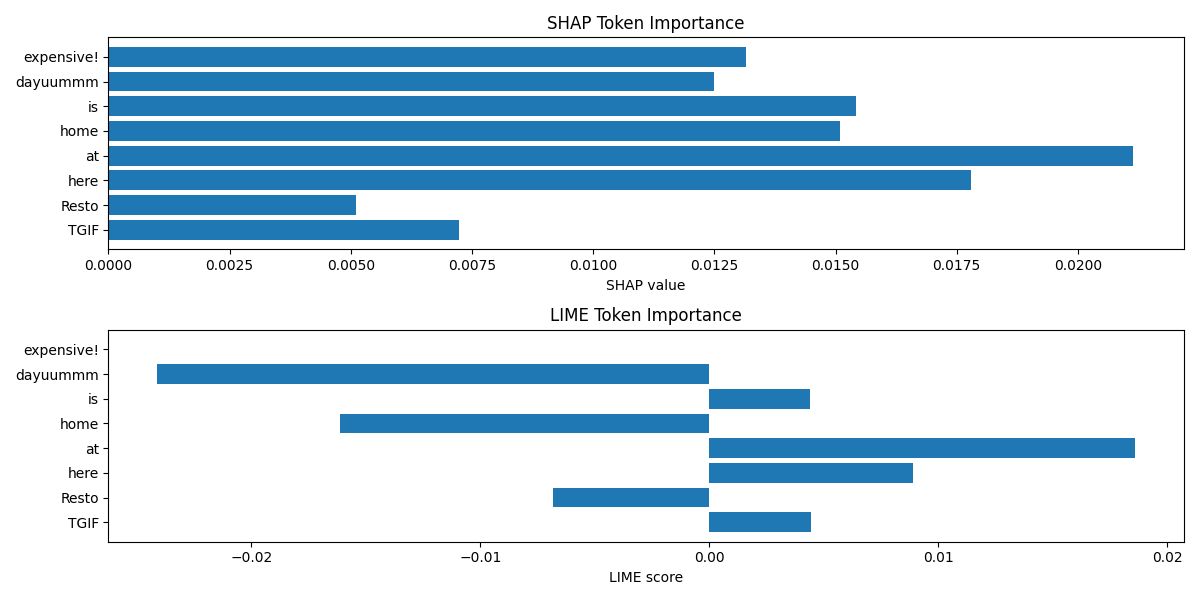 SHAP Token Importance
expensive!
dayuummm
is
home
at
here
Resto
TGIF
0.0000 0.0025 0.0050 0.0075 0.0100 0.0125 0.0150 0.0175 0.0200
SHAP value
LIME Token Importance
expensive!
dayuummm
is
home
at
here
Resto
TGIF
−0.02 −0.01 0.00 0.01 0.02
LIME score